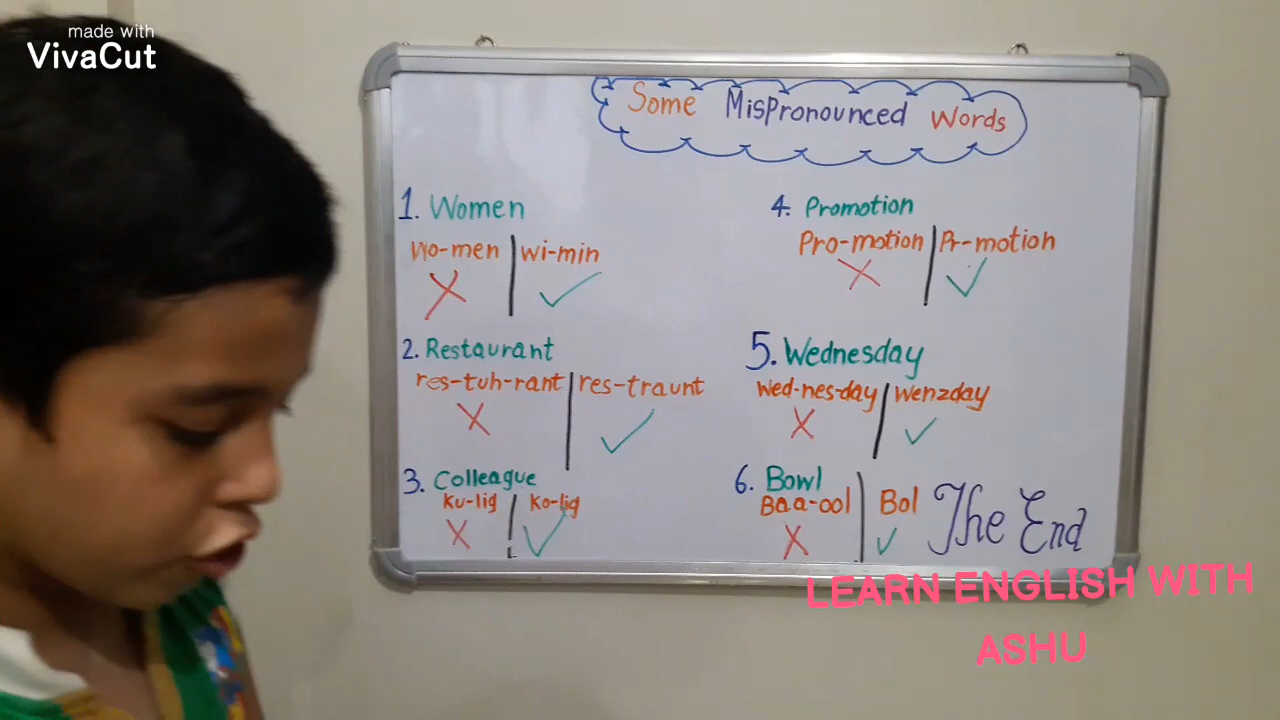 made with
VivaCut
Some Mispronounced Words
1. Women
Wo-men | wi-min
2. Restaurant
res-tuh-rant | res-traunt
3. Colleague
Ku-lig | Ko-lig
4. Promotion
Pro-motion | Pr-motion
5. Wednesday
Wed-nes-day | Wenzday
6. Bowl
Baa-ool | Bol
The End
LEARN ENGLISH WITH
ASHU